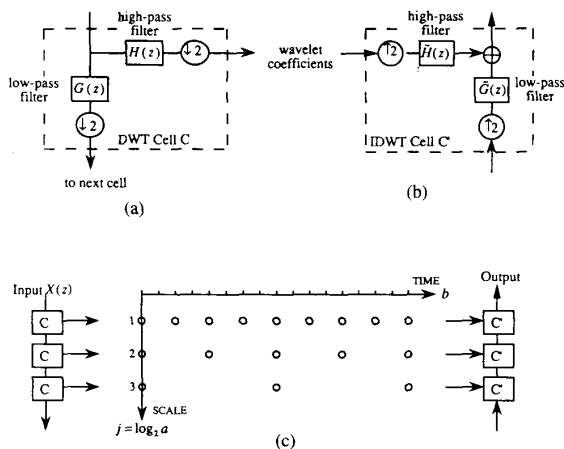 high-pass
filter
H(z)
↓2
low-pass
filter
G(z)
↓2
DWT Cell C
to next cell
(a)
wavelet
coefficients
high-pass
filter
↑2
H̃(z)
G̃(z)
low-pass
filter
↑2
IDWT Cell C'
(b)
Input X(z)
C
C
C
TIME
b
1
2
3
SCALE
j = log₂ a
Output
C'
C'
C'
(c)